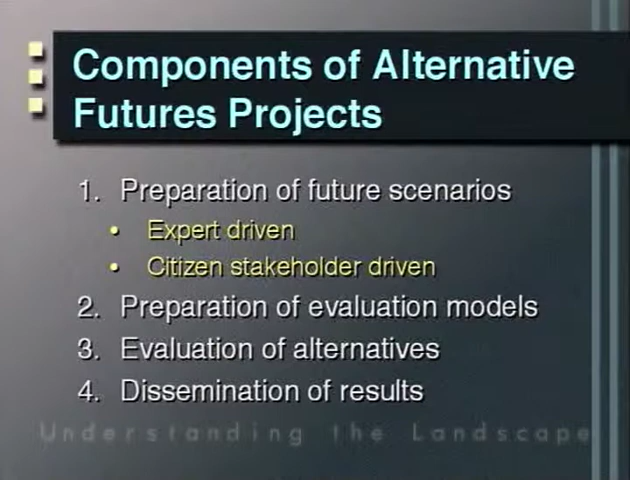 Components of Alternative
Futures Projects
1. Preparation of future scenarios
• Expert driven
• Citizen stakeholder driven
2. Preparation of evaluation models
3. Evaluation of alternatives
4. Dissemination of results
Understanding the Landscape